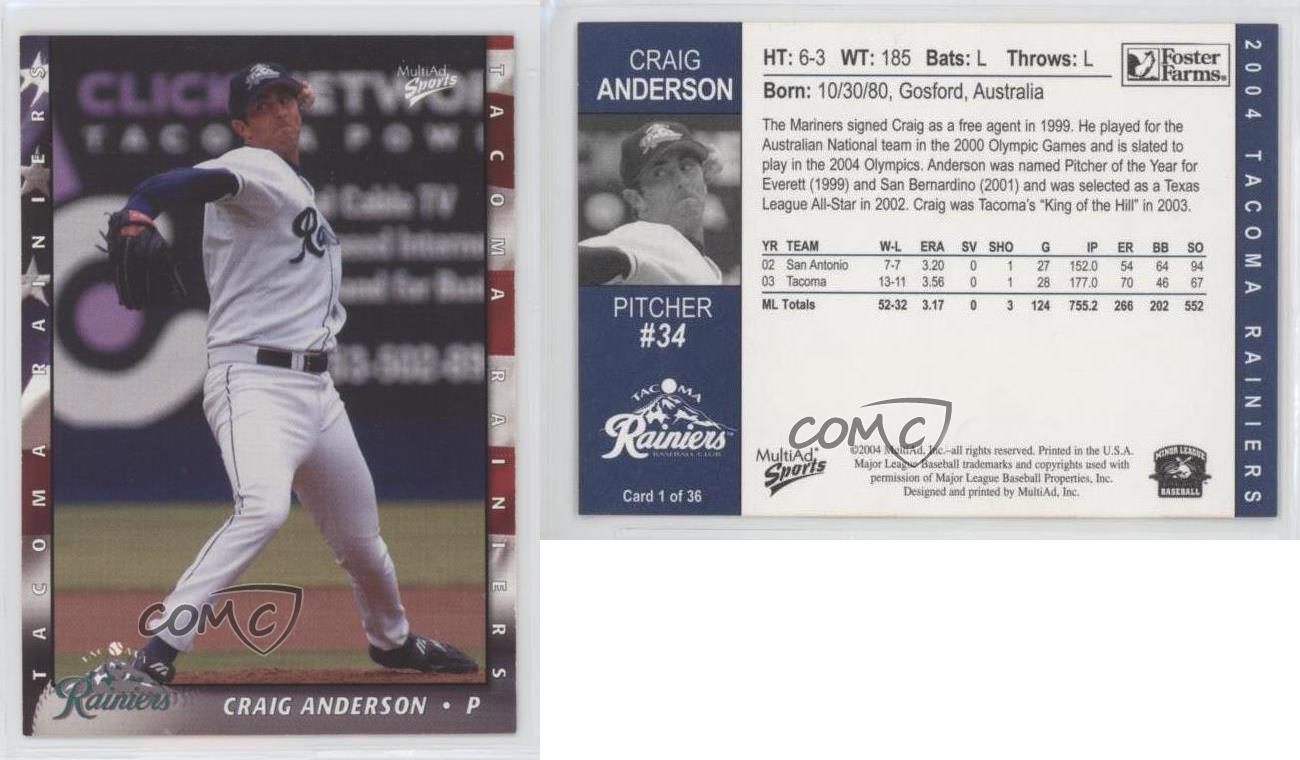 TACOMA RAINIERS
TACOMA RAINIERS
MultiAd
Sports
CLICK NETWOR
TACOMA POWE
Cable TV
Intern
for
Rai
TACOMA
Rainiers
CRAIG ANDERSON • P
COMC
CRAIG
ANDERSON
PITCHER
#34
TACOMA
Rainiers™
BASEBALL CLUB
Card 1 of 36
HT: 6-3 WT: 185 Bats: L Throws: L
Born: 10/30/80, Gosford, Australia
Foster
Farms®
The Mariners signed Craig as a free agent in 1999. He played for the
Australian National team in the 2000 Olympic Games and is slated to
play in the 2004 Olympics. Anderson was named Pitcher of the Year for
Everett (1999) and San Bernardino (2001) and was selected as a Texas
League All-Star in 2002. Craig was Tacoma's “King of the Hill” in 2003.
YR TEAM W-L ERA SV SHO G IP ER BB SO
02 San Antonio 7-7 3.20 0 1 27 152.0 54 64 94
03 Tacoma 13-11 3.56 0 1 28 177.0 70 46 67
ML Totals 52-32 3.17 0 3 124 755.2 266 202 552
COMC
MultiAd®
Sports
©2004 MultiAd, Inc.–all rights reserved. Printed in the U.S.A.
Major League Baseball trademarks and copyrights used with
permission of Major League Baseball Properties, Inc.
Designed and printed by MultiAd, Inc.
MINOR LEAGUE
BASEBALL
2004 TACOMA RAINIERS